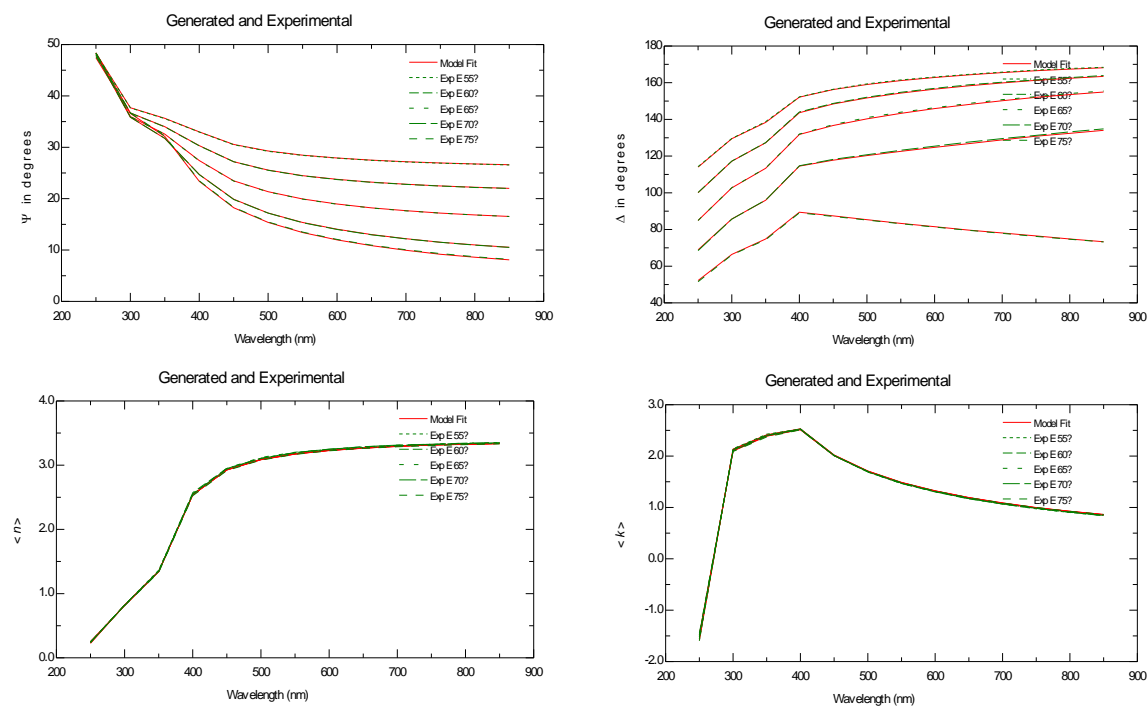 Generated and Experimental
Model Fit
Exp E 55?
Exp E 60?
Exp E 65?
Exp E 70?
Exp E 75?
Ψ in degrees
50
40
30
20
10
0
200 300 400 500 600 700 800 900
Wavelength (nm)
Generated and Experimental
Model Fit
Exp E 55?
Exp E 60?
Exp E 65?
Exp E 70?
Exp E 75?
Δ in degrees
180
160
140
120
100
80
60
40
200 300 400 500 600 700 800 900
Wavelength (nm)
Generated and Experimental
Model Fit
Exp E 55?
Exp E 60?
Exp E 65?
Exp E 70?
Exp E 75?
<n>
4.0
3.0
2.0
1.0
0.0
200 300 400 500 600 700 800 900
Wavelength (nm)
Generated and Experimental
Model Fit
Exp E 55?
Exp E 60?
Exp E 65?
Exp E 70?
Exp E 75?
<k>
3.0
2.0
1.0
0.0
-1.0
-2.0
200 300 400 500 600 700 800 900
Wavelength (nm)